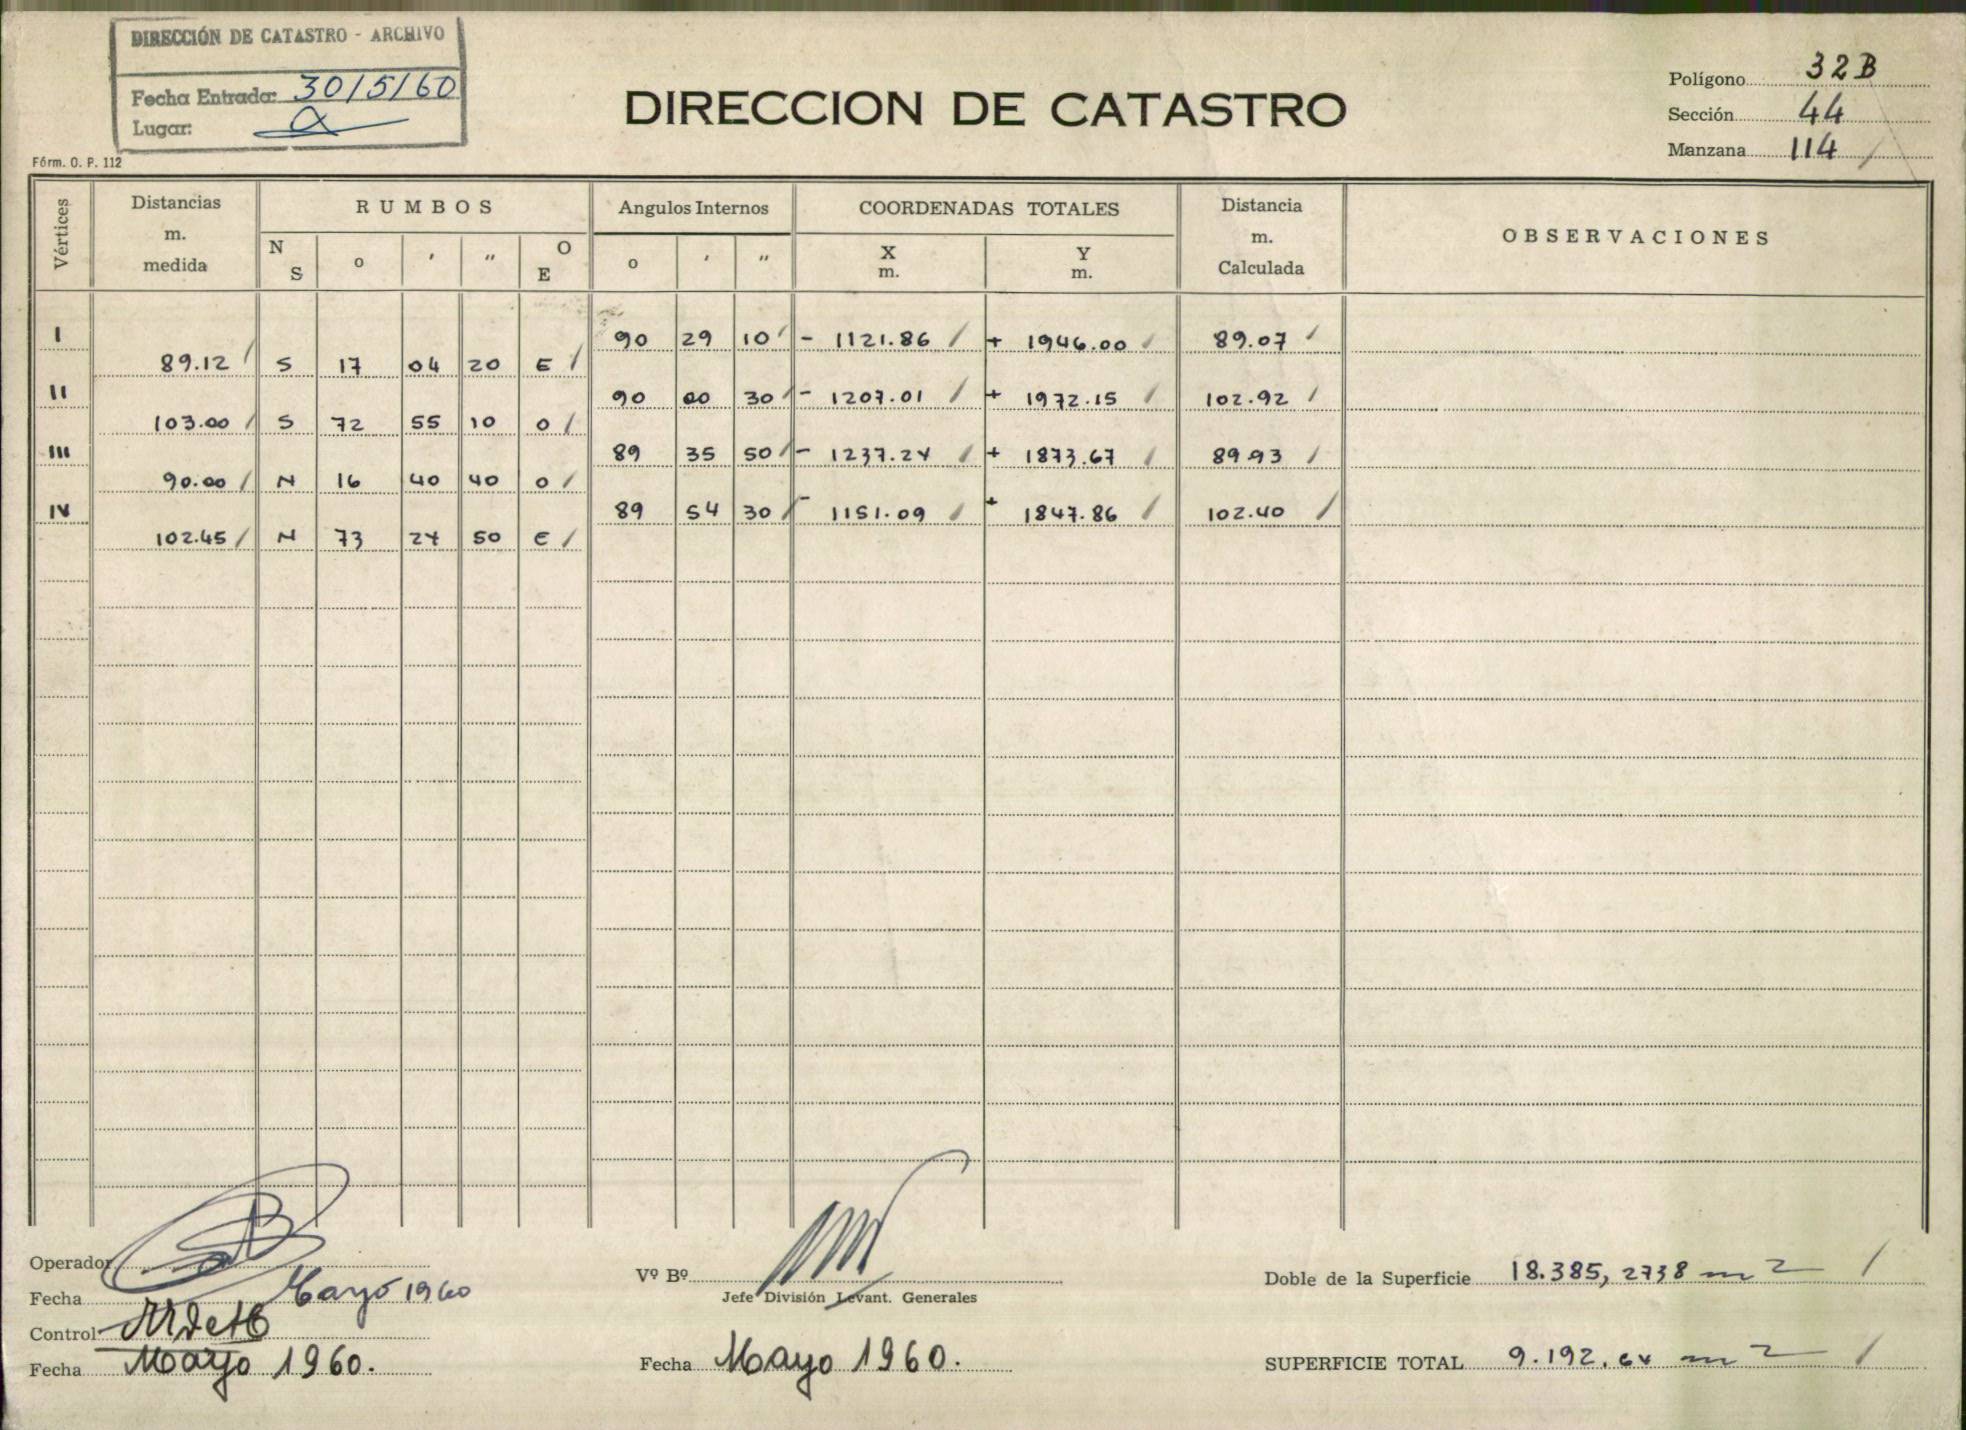 DIRECCIÓN DE CATASTRO - ARCHIVO
Fecha Entrada: 30/5/60
Lugar:
Fórm. O. P. 112
DIRECCION DE CATASTRO
Polígono 32B
Sección 44
Manzana 114
Vértices
Distancias m. medida
RUMBOS
Angulos Internos
COORDENADAS TOTALES
Distancia m. Calculada
OBSERVACIONES
N S o ' " O E
o ' "
X m.
Y m.
I 90 29 10 - 1121.86 + 1946.00 89.07
89.12 S 17 04 20 E
II 90 00 30 - 1207.01 + 1972.15 102.92
103.00 S 72 55 10 O
III 89 35 50 - 1237.24 + 1873.67 89.93
90.00 N 16 40 40 O
IV 89 54 30 - 1151.09 + 1847.86 102.40
102.45 N 73 24 50 E
Operador
Fecha Mayo 1960
Control
Fecha Mayo 1960.
Vº Bº
Jefe División Levant. Generales
Fecha Mayo 1960.
Doble de la Superficie 18.385,2738 m2
SUPERFICIE TOTAL 9.192,64 m2